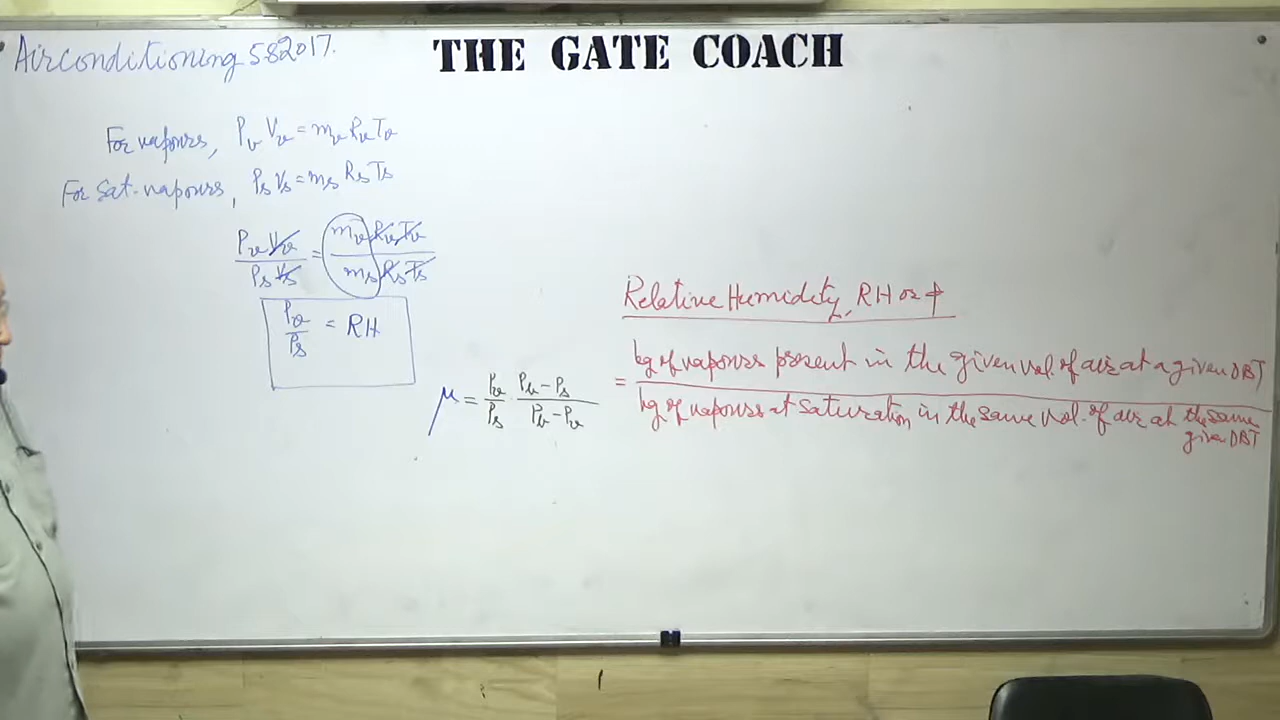 Airconditioning 582017.
THE GATE COACH
For vapours, Pv Vv = mv Rv Tv
For Sat. vapours, Ps Vs = ms Rs Ts
Pv Vv / Ps Vs = mv Rv Tv / ms Rs Ts
Pv / Ps = RH
μ = Pv / Ps · Pb - Ps / Pb - Pv
Relative Humidity, RH or ϕ
= kg of vapours present in the given vol. of air at a given DBT
kg of vapours at saturation in the same vol. of air at the same
given DBT